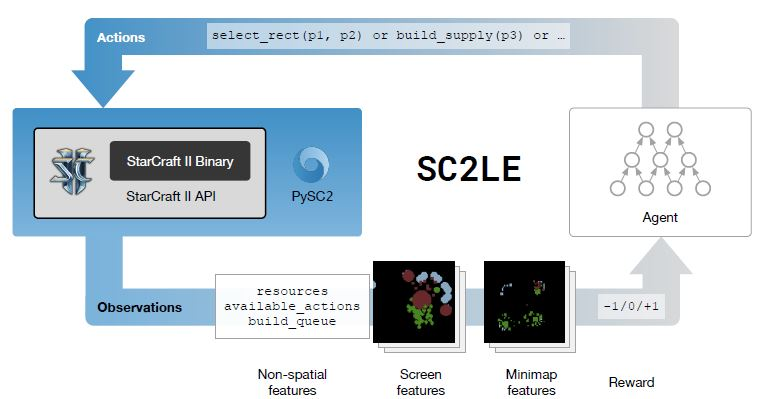 Actions
select_rect(p1, p2) or build_supply(p3) or …
StarCraft II Binary
StarCraft II API
PySC2
SC2LE
Agent
Observations
resources
available_actions
build_queue
-1/0/+1
Non-spatial
features
Screen
features
Minimap
features
Reward